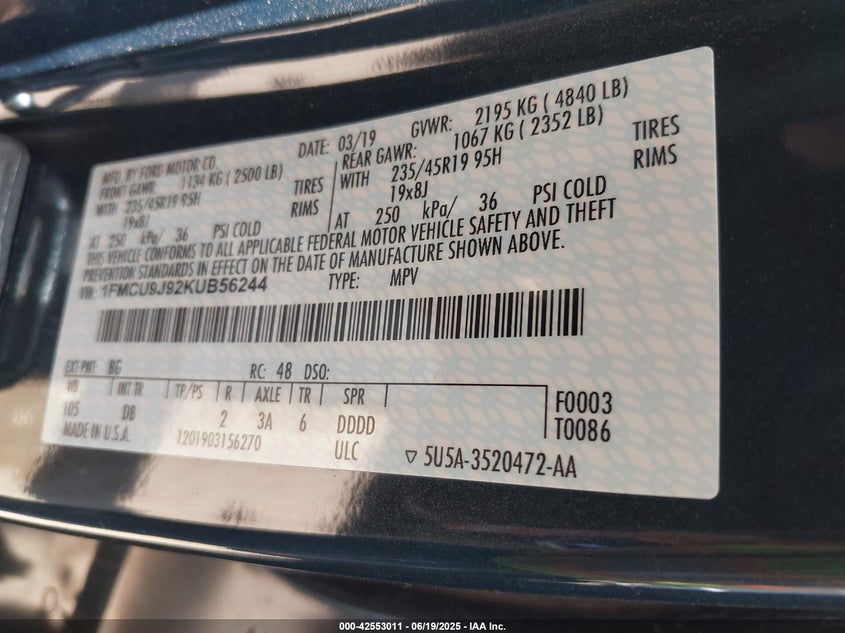 MFD. BY FORD MOTOR CO.
DATE: 03/19 GVWR: 2195 KG ( 4840 LB)
FRONT GAWR: 1134 KG ( 2500 LB) REAR GAWR: 1067 KG ( 2352 LB)
WITH 235/45R19 95H TIRES WITH 235/45R19 95H TIRES
19x8J RIMS 19x8J RIMS
AT 250 kPa/ 36 PSI COLD AT 250 kPa/ 36 PSI COLD
THIS VEHICLE CONFORMS TO ALL APPLICABLE FEDERAL MOTOR VEHICLE SAFETY AND THEFT
PREVENTION STANDARDS IN EFFECT ON THE DATE OF MANUFACTURE SHOWN ABOVE.
VIN: 1FMCU9J92KUB56244 TYPE: MPV
EXT PNT: BG RC: 48 DSO:
WB INT TR TP/PS R AXLE TR SPR
105 DB 2 3A 6 DDDD F0003
MADE IN U.S.A. 1201903156270 ULC T0086
5U5A-3520472-AA
000-42553011 - 06/19/2025 - IAA Inc.